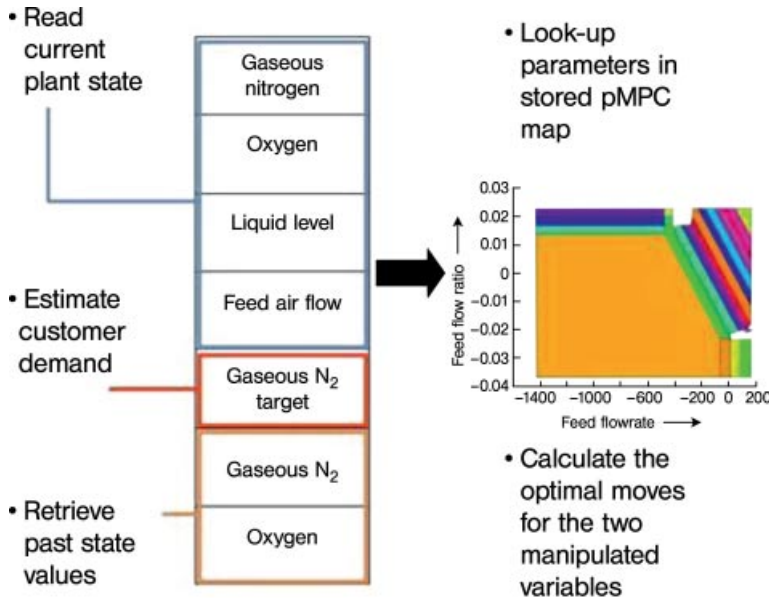 • Read
current
plant state
• Estimate
customer
demand
• Retrieve
past state
values
Gaseous
nitrogen
Oxygen
Liquid level
Feed air flow
Gaseous N₂
target
Gaseous N₂
Oxygen
• Look-up
parameters in
stored pMPC
map
Feed flow ratio
0.03
0.02
0.01
0
−0.01
−0.02
−0.03
−0.04
−1400 −1000 −600 −200 0 200
Feed flowrate
• Calculate the
optimal moves
for the two
manipulated
variables